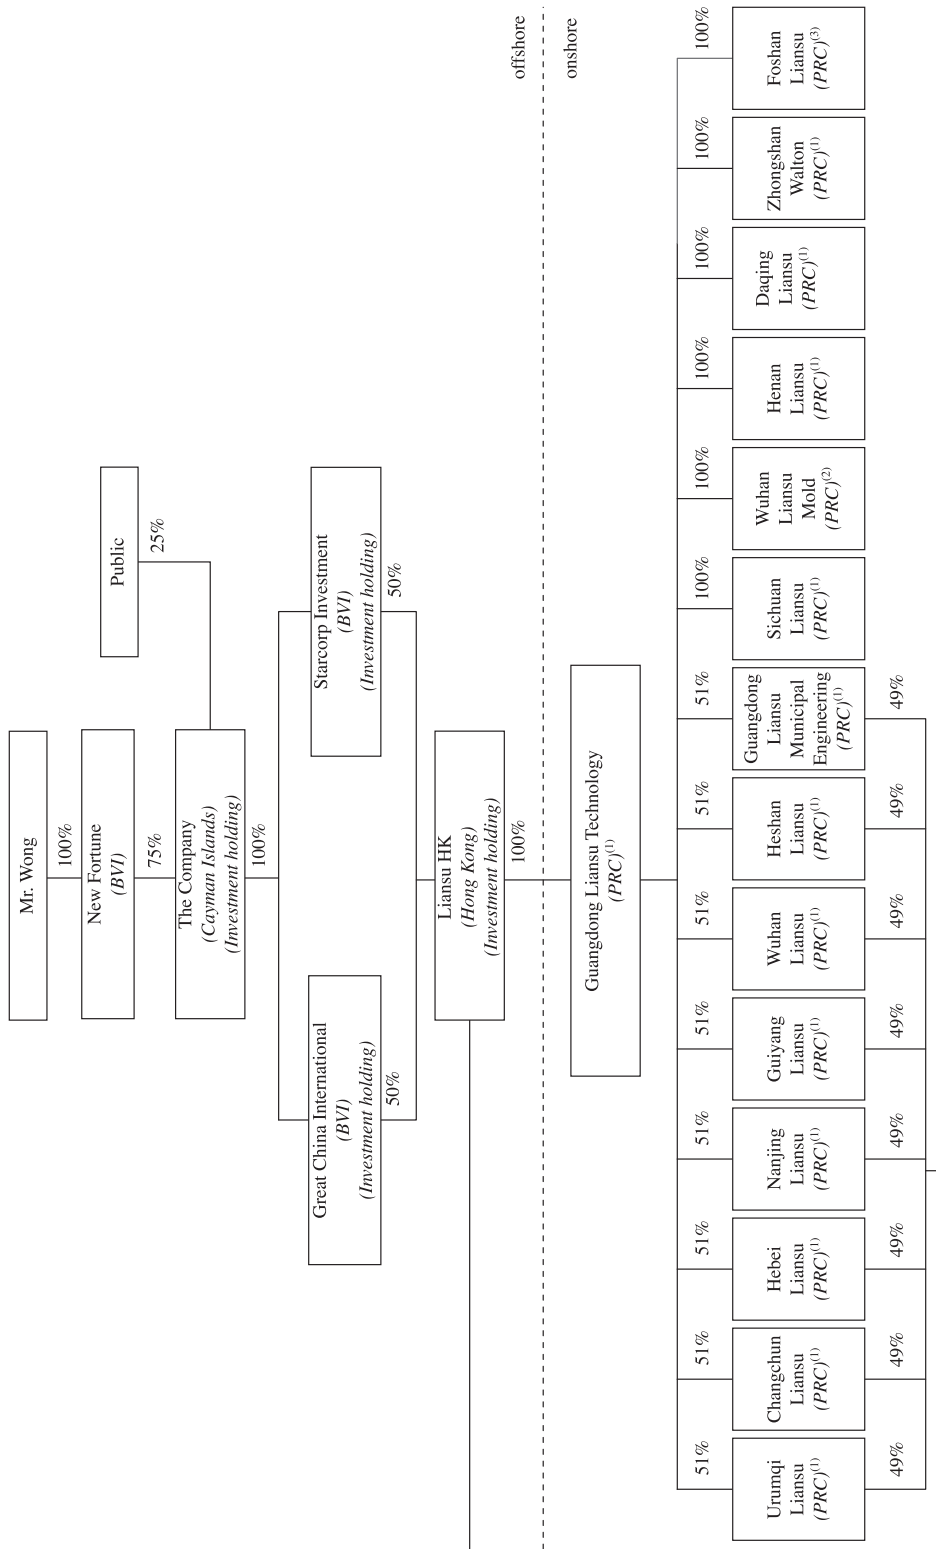 Mr. Wong
100%
New Fortune
(BVI)
Public
75%
25%
The Company
(Cayman Islands)
(Investment holding)
100%
Great China International
(BVI)
(Investment holding)
Starcorp Investment
(BVI)
(Investment holding)
50%
50%
Liansu HK
(Hong Kong)
(Investment holding)
100%
offshore
onshore
Guangdong Liansu Technology
(PRC)(1)
51%
51%
51%
51%
51%
51%
51%
51%
100%
100%
100%
100%
100%
100%
Urumqi
Liansu
(PRC)(1)
Changchun
Liansu
(PRC)(1)
Hebei
Liansu
(PRC)(1)
Nanjing
Liansu
(PRC)(1)
Guiyang
Liansu
(PRC)(1)
Wuhan
Liansu
(PRC)(1)
Heshan
Liansu
(PRC)(1)
Guangdong
Liansu
Municipal
Engineering
(PRC)(1)
Sichuan
Liansu
(PRC)(1)
Wuhan
Liansu
Mold
(PRC)(2)
Henan
Liansu
(PRC)(1)
Daqing
Liansu
(PRC)(1)
Zhongshan
Walton
(PRC)(1)
Foshan
Liansu
(PRC)(3)
49%
49%
49%
49%
49%
49%
49%
49%